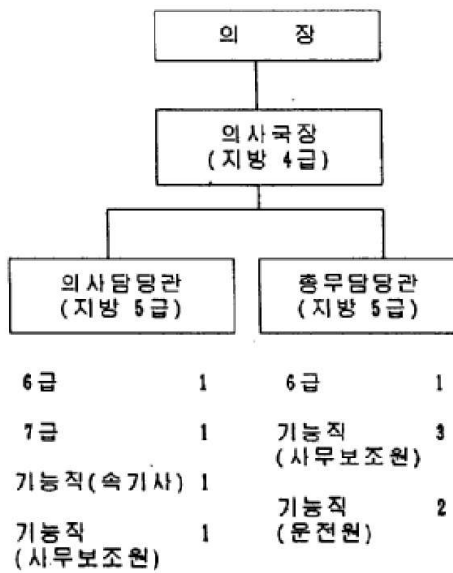 의 장
의사국장
(지방 4급)
의사담당관
(지방 5급)
총무담당관
(지방 5급)
6급 1
7급 1
기능직(속기사) 1
기능직 1
(사무보조원)
6급 1
기능직 3
(사무보조원)
기능직 2
(운전원)